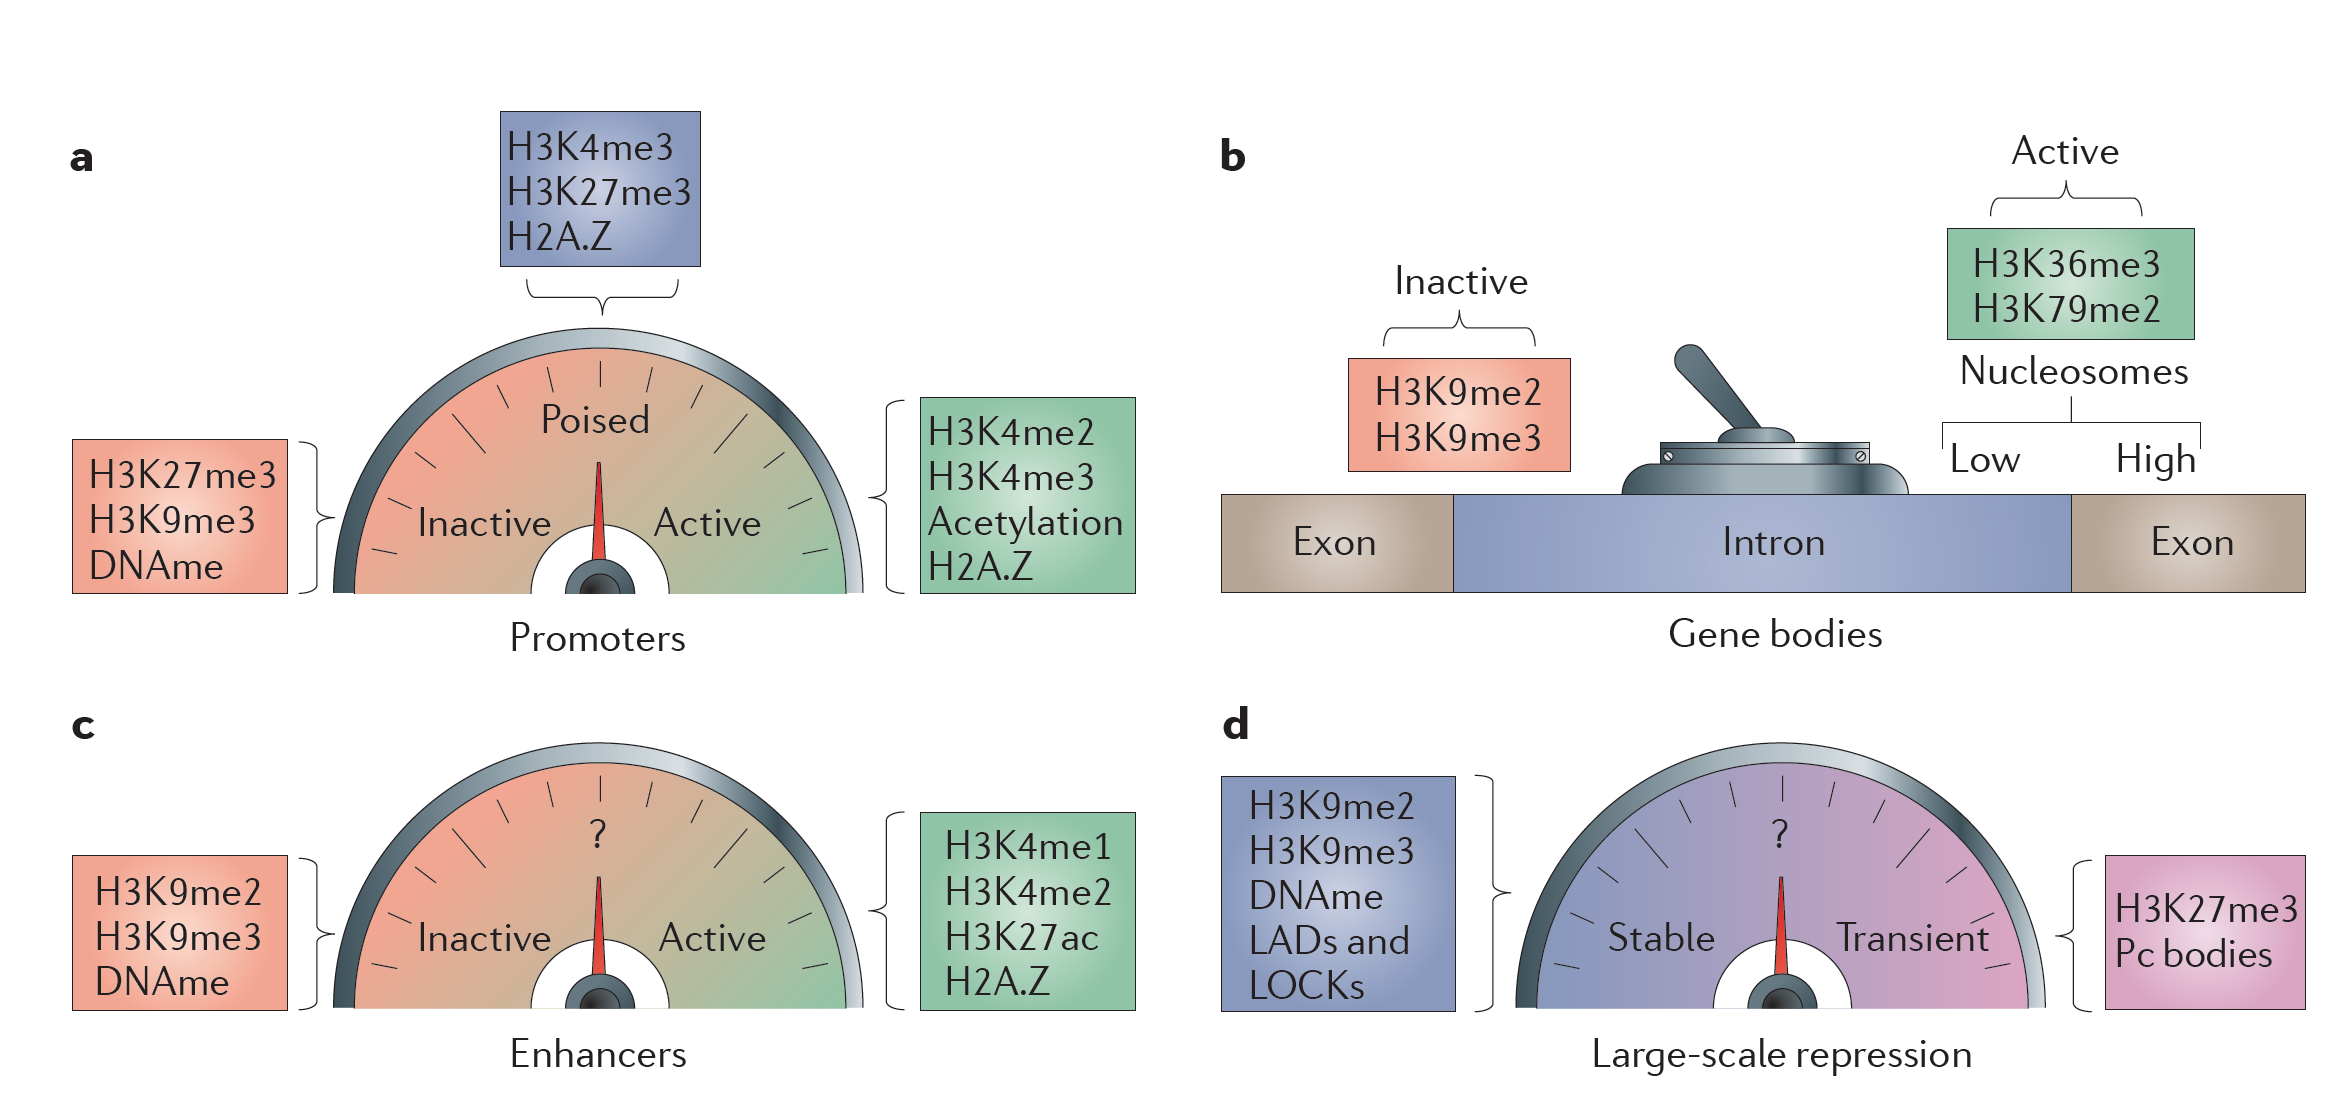 a
H3K4me3
H3K27me3
H2A.Z
H3K27me3
H3K9me3
DNAme
Poised
Inactive
Active
H3K4me2
H3K4me3
Acetylation
H2A.Z
Promoters
b
Inactive
H3K9me2
H3K9me3
Active
H3K36me3
H3K79me2
Nucleosomes
Low
High
Exon
Intron
Exon
Gene bodies
c
H3K9me2
H3K9me3
DNAme
?
Inactive
Active
H3K4me1
H3K4me2
H3K27ac
H2A.Z
Enhancers
d
H3K9me2
H3K9me3
DNAme
LADs and
LOCKs
?
Stable
Transient
H3K27me3
Pc bodies
Large-scale repression